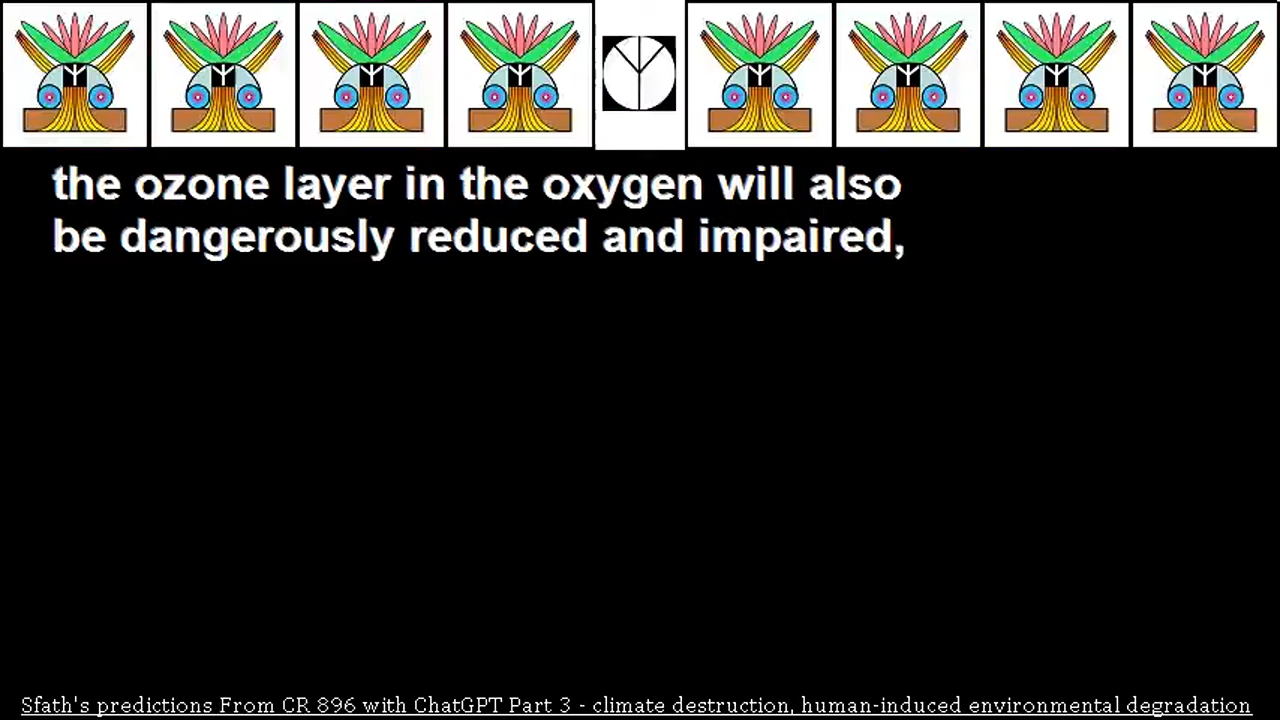 the ozone layer in the oxygen will also
be dangerously reduced and impaired,
Sfath's predictions From CR 896 with ChatGPT Part 3 - climate destruction, human-induced environmental degradation